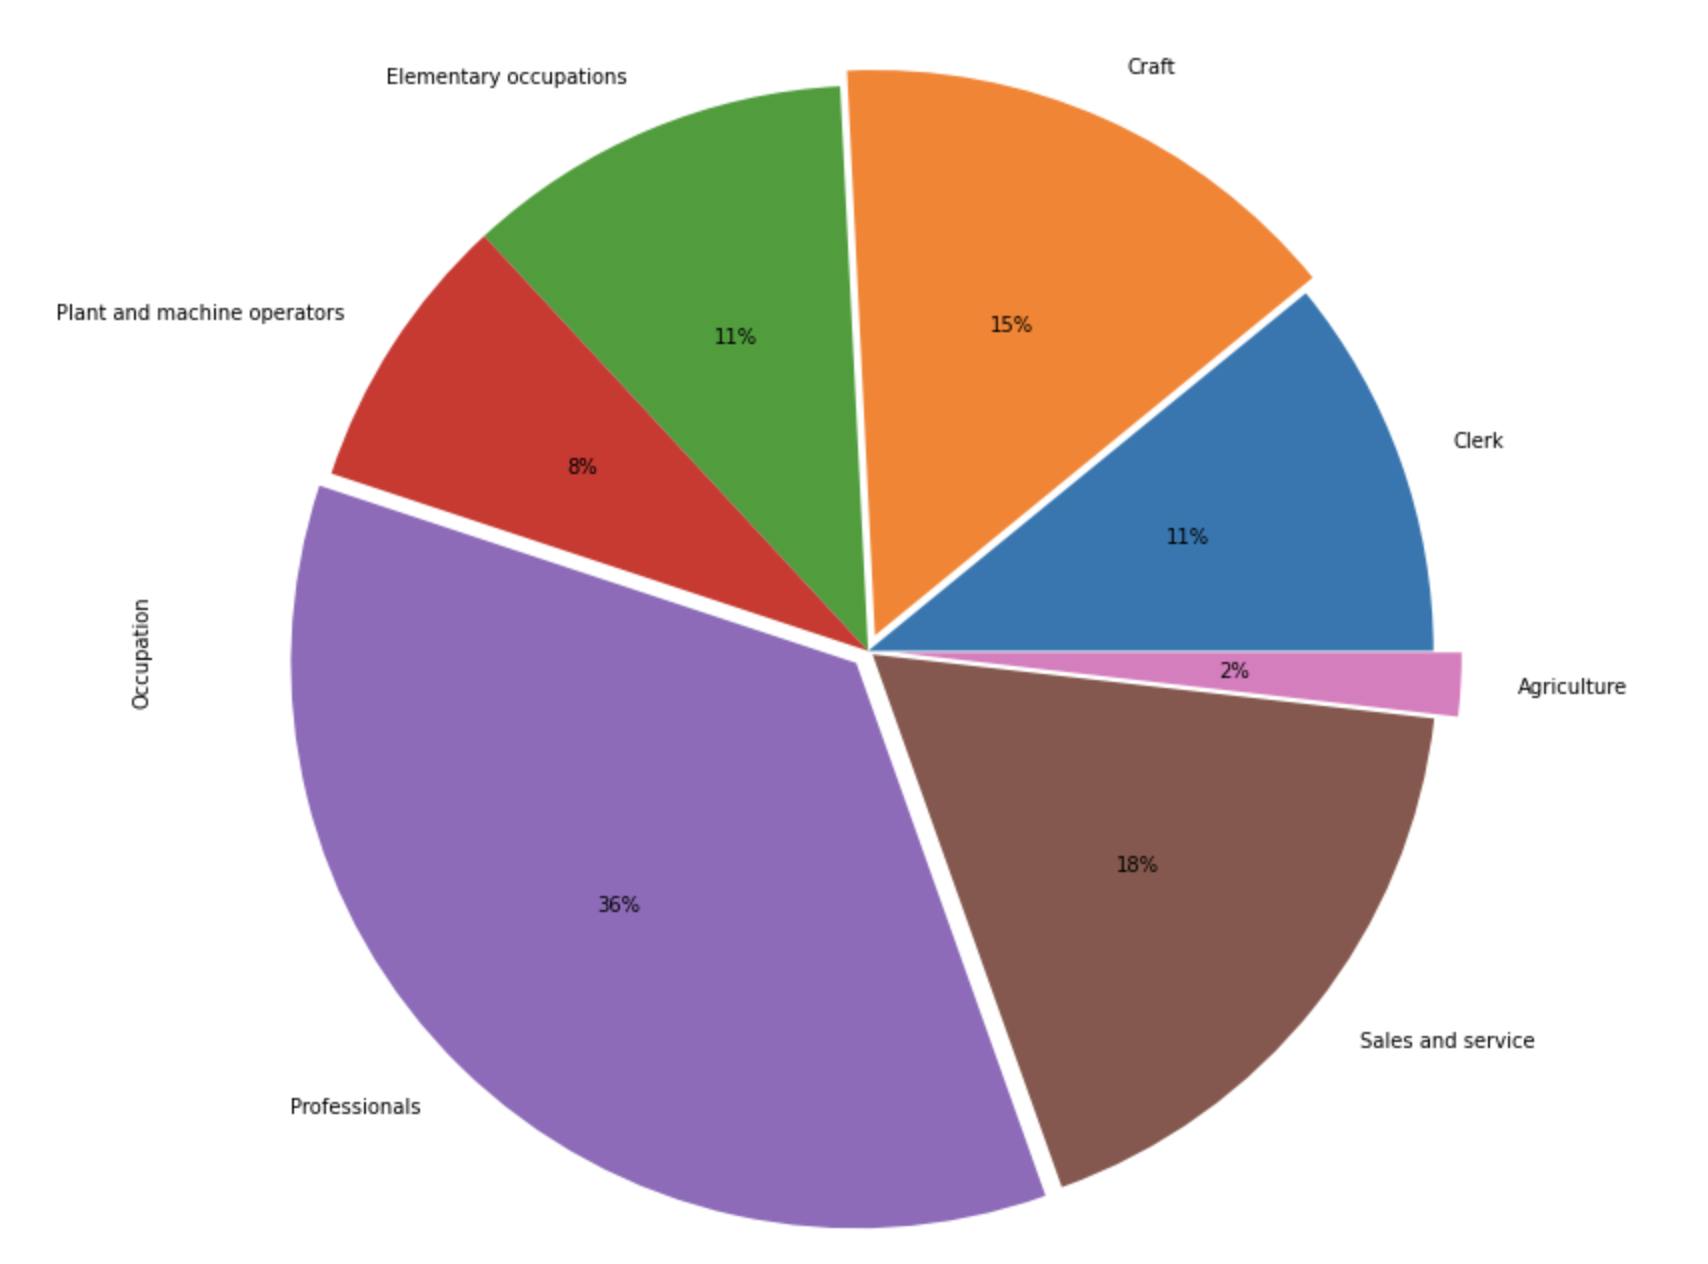 Craft
Elementary occupations
Plant and machine operators
15%
11%
Clerk
8%
11%
Occupation
2%
Agriculture
18%
36%
Sales and service
Professionals